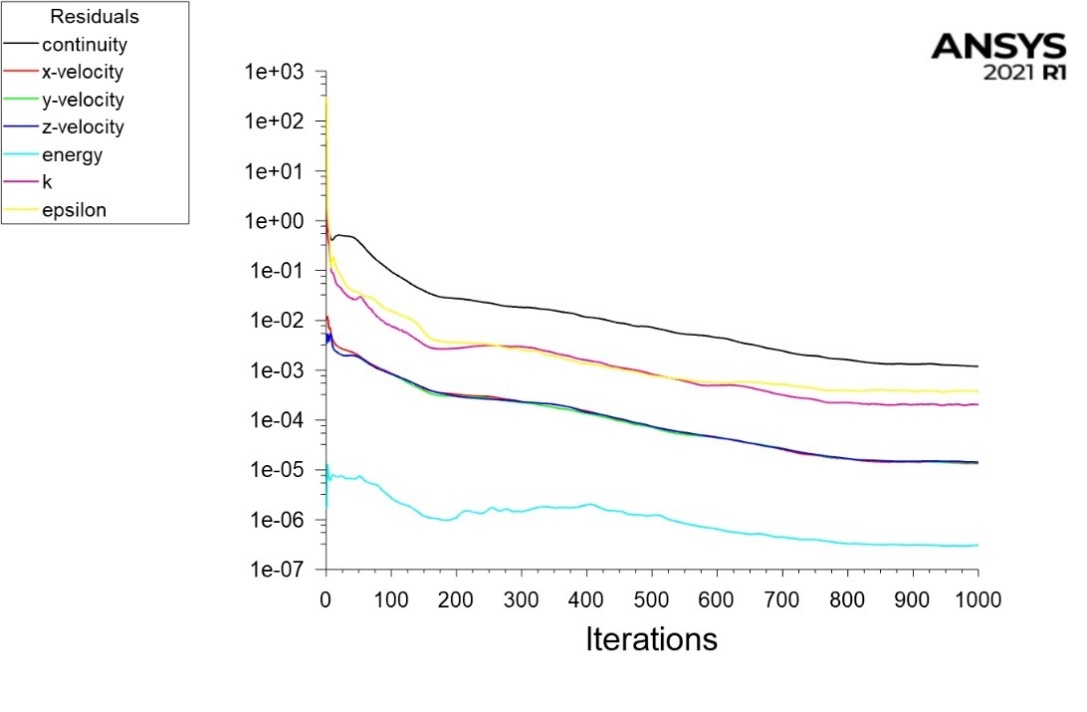 Residuals
continuity
x-velocity
y-velocity
z-velocity
energy
k
epsilon
ANSYS
2021 R1
1e+03
1e+02
1e+01
1e+00
1e-01
1e-02
1e-03
1e-04
1e-05
1e-06
1e-07
0 100 200 300 400 500 600 700 800 900 1000
Iterations